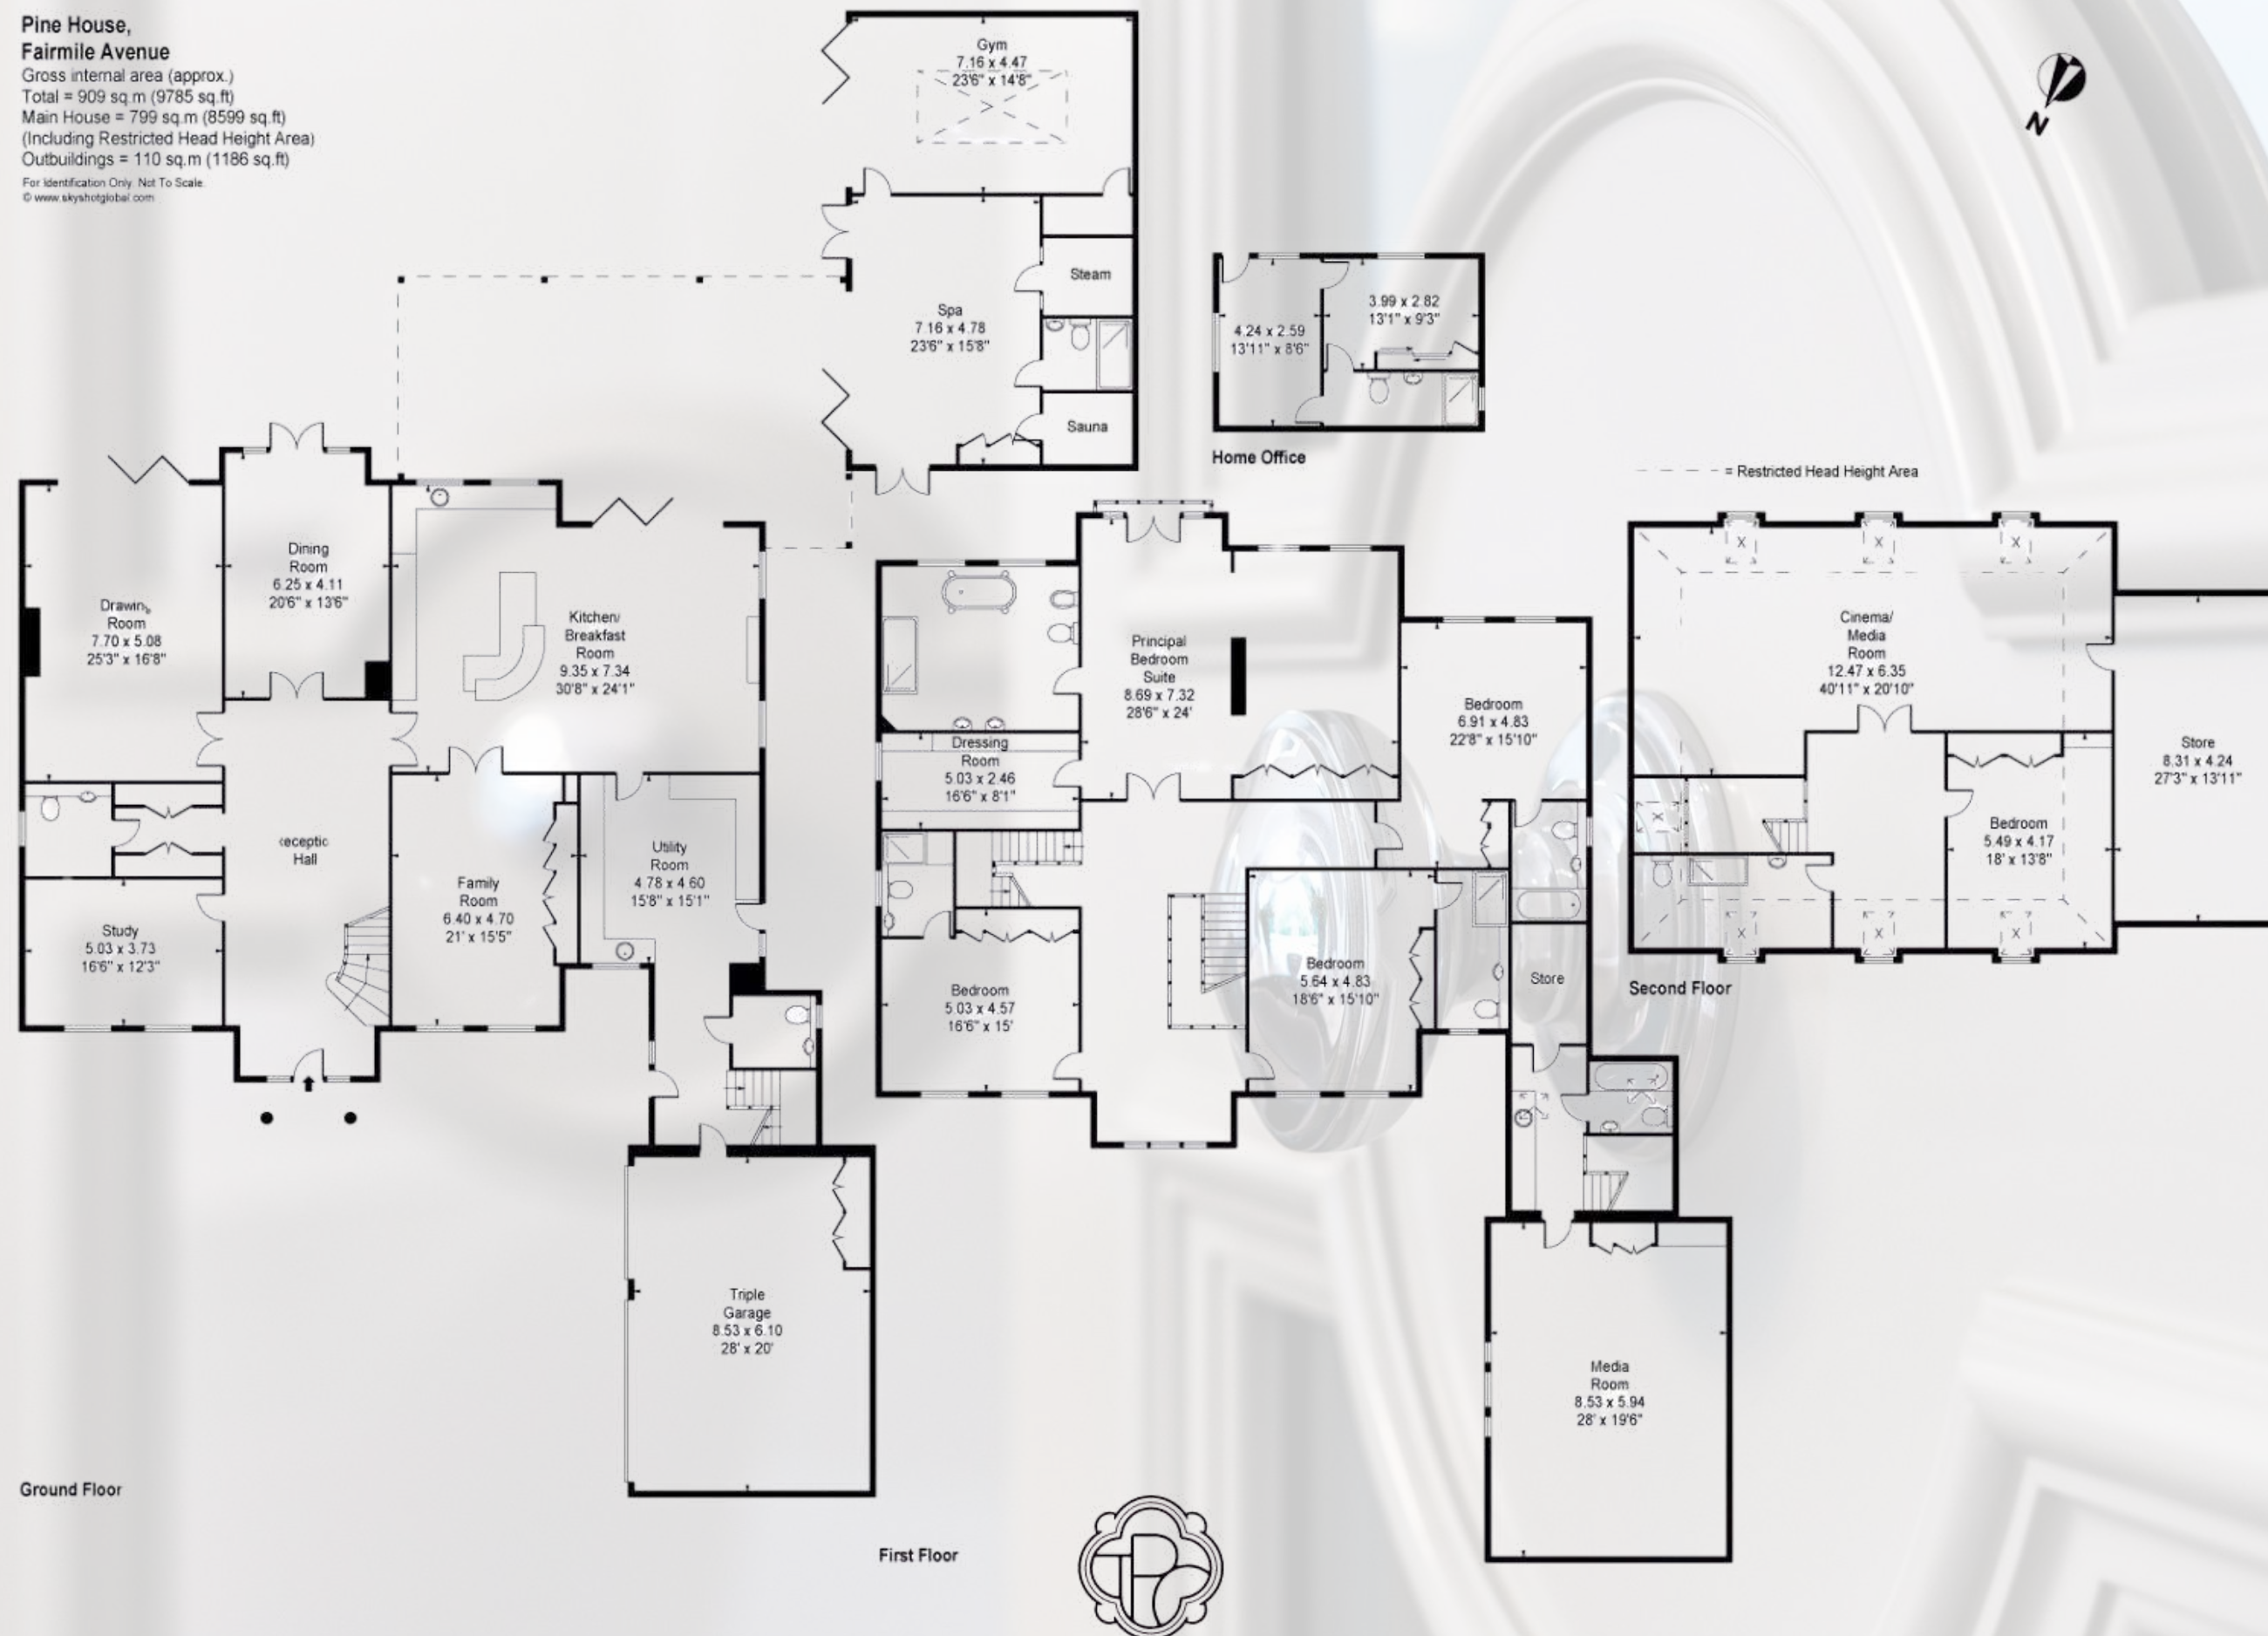 Pine House,
Fairmile Avenue
Gross internal area (approx.)
Total = 909 sq.m (9785 sq.ft)
Main House = 799 sq.m (8599 sq.ft)
(Including Restricted Head Height Area)
Outbuildings = 110 sq.m (1186 sq.ft)
For Identification Only. Not To Scale.
© www.skyshotglobal.com
Gym
7.16 x 4.47
23'6" x 14'8"
N
Spa
7.16 x 4.78
23'6" x 15'8"
Steam
Sauna
4.24 x 2.59
13'11" x 8'6"
3.99 x 2.82
13'1" x 9'3"
Home Office
= Restricted Head Height Area
Drawing
Room
7.70 x 5.08
25'3" x 16'8"
Dining
Room
6.25 x 4.11
20'6" x 13'6"
Kitchen/
Breakfast
Room
9.35 x 7.34
30'8" x 24'1"
eceptic
Hall
Study
5.03 x 3.73
16'6" x 12'3"
Family
Room
6.40 x 4.70
21' x 15'5"
Utility
Room
4.78 x 4.60
15'8" x 15'1"
Triple
Garage
8.53 x 6.10
28' x 20'
Ground Floor
Principal
Bedroom
Suite
8.69 x 7.32
28'6" x 24'
Dressing
Room
5.03 x 2.46
16'6" x 8'1"
Bedroom
6.91 x 4.83
22'8" x 15'10"
Bedroom
5.03 x 4.57
16'6" x 15'
Bedroom
5.64 x 4.83
18'6" x 15'10"
Store
Media
Room
8.53 x 5.94
28' x 19'6"
First Floor
Cinema/
Media
Room
12.47 x 6.35
40'11" x 20'10"
Store
8.31 x 4.24
27'3" x 13'11"
Bedroom
5.49 x 4.17
18' x 13'8"
Second Floor